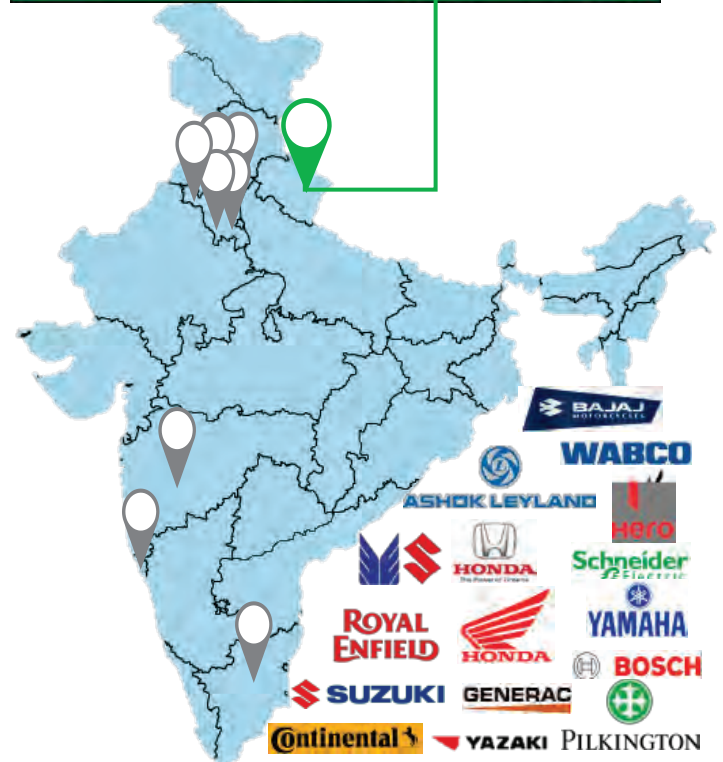 BAJAJ
MOTORCYCLES
WABCO
ASHOK LEYLAND
Hero
HONDA
The Power of Dreams
Schneider
Electric
YAMAHA
ROYAL
ENFIELD
HONDA
BOSCH
SUZUKI
GENERAC
Continental
YAZAKI
PILKINGTON